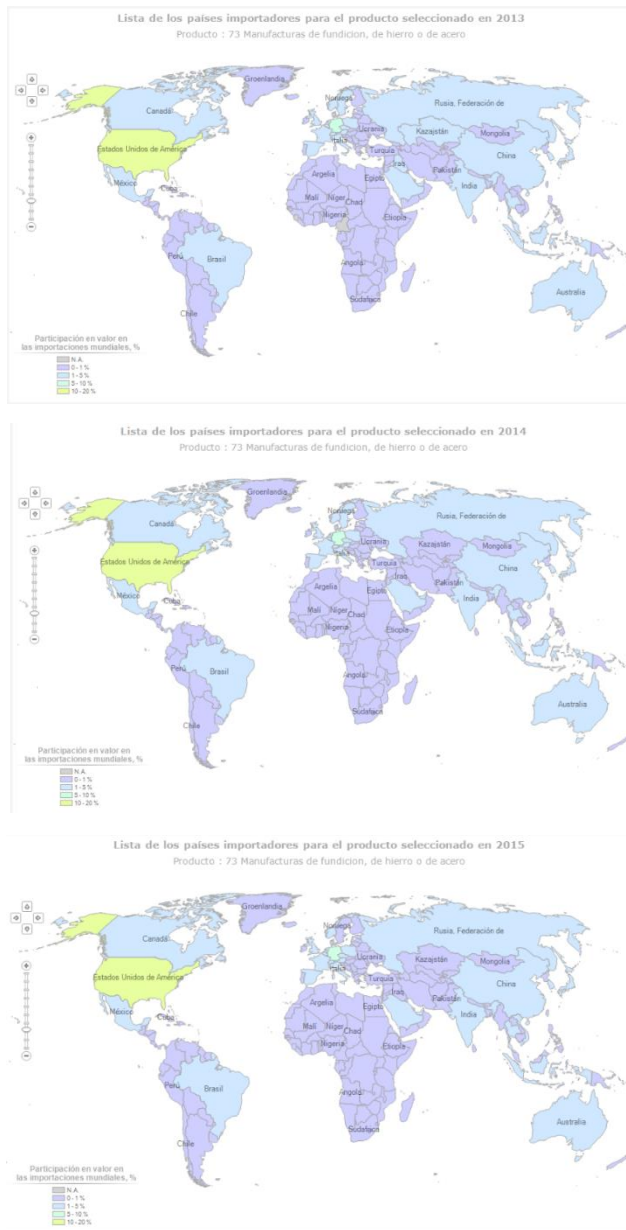 Lista de los países importadores para el producto seleccionado en 2013
Producto : 73 Manufacturas de fundicion, de hierro o de acero
Groenlandia
Noruega
Rusia, Federación de
Canadá
Ucrania
Kazajstán
Mongolia
Estados Unidos de América
Italia
Turquía
China
Iraq
Pakistán
México
Cuba
Argelia
Egipto
India
Malí
Níger
Chad
Nigeria
Etiopía
Perú
Brasil
Angola
Australia
Chile
Sudáfrica
Participación en valor en
las importaciones mundiales, %
N.A.
0 - 1 %
1 - 5 %
5 - 10 %
10 - 20 %
Lista de los países importadores para el producto seleccionado en 2014
Producto : 73 Manufacturas de fundicion, de hierro o de acero
Groenlandia
Noruega
Rusia, Federación de
Canadá
Ucrania
Kazajstán
Mongolia
Estados Unidos de América
Italia
Turquía
China
Iraq
Pakistán
México
Cuba
Argelia
Egipto
India
Malí
Níger
Chad
Nigeria
Etiopía
Perú
Brasil
Angola
Australia
Chile
Sudáfrica
Participación en valor en
las importaciones mundiales, %
N.A.
0 - 1 %
1 - 5 %
5 - 10 %
10 - 20 %
Lista de los países importadores para el producto seleccionado en 2015
Producto : 73 Manufacturas de fundicion, de hierro o de acero
Groenlandia
Noruega
Rusia, Federación de
Canadá
Ucrania
Kazajstán
Mongolia
Estados Unidos de América
Italia
Turquía
China
Iraq
Pakistán
México
Cuba
Argelia
Egipto
India
Malí
Níger
Chad
Nigeria
Etiopía
Perú
Brasil
Angola
Australia
Chile
Sudáfrica
Participación en valor en
las importaciones mundiales, %
N.A.
0 - 1 %
1 - 5 %
5 - 10 %
10 - 20 %